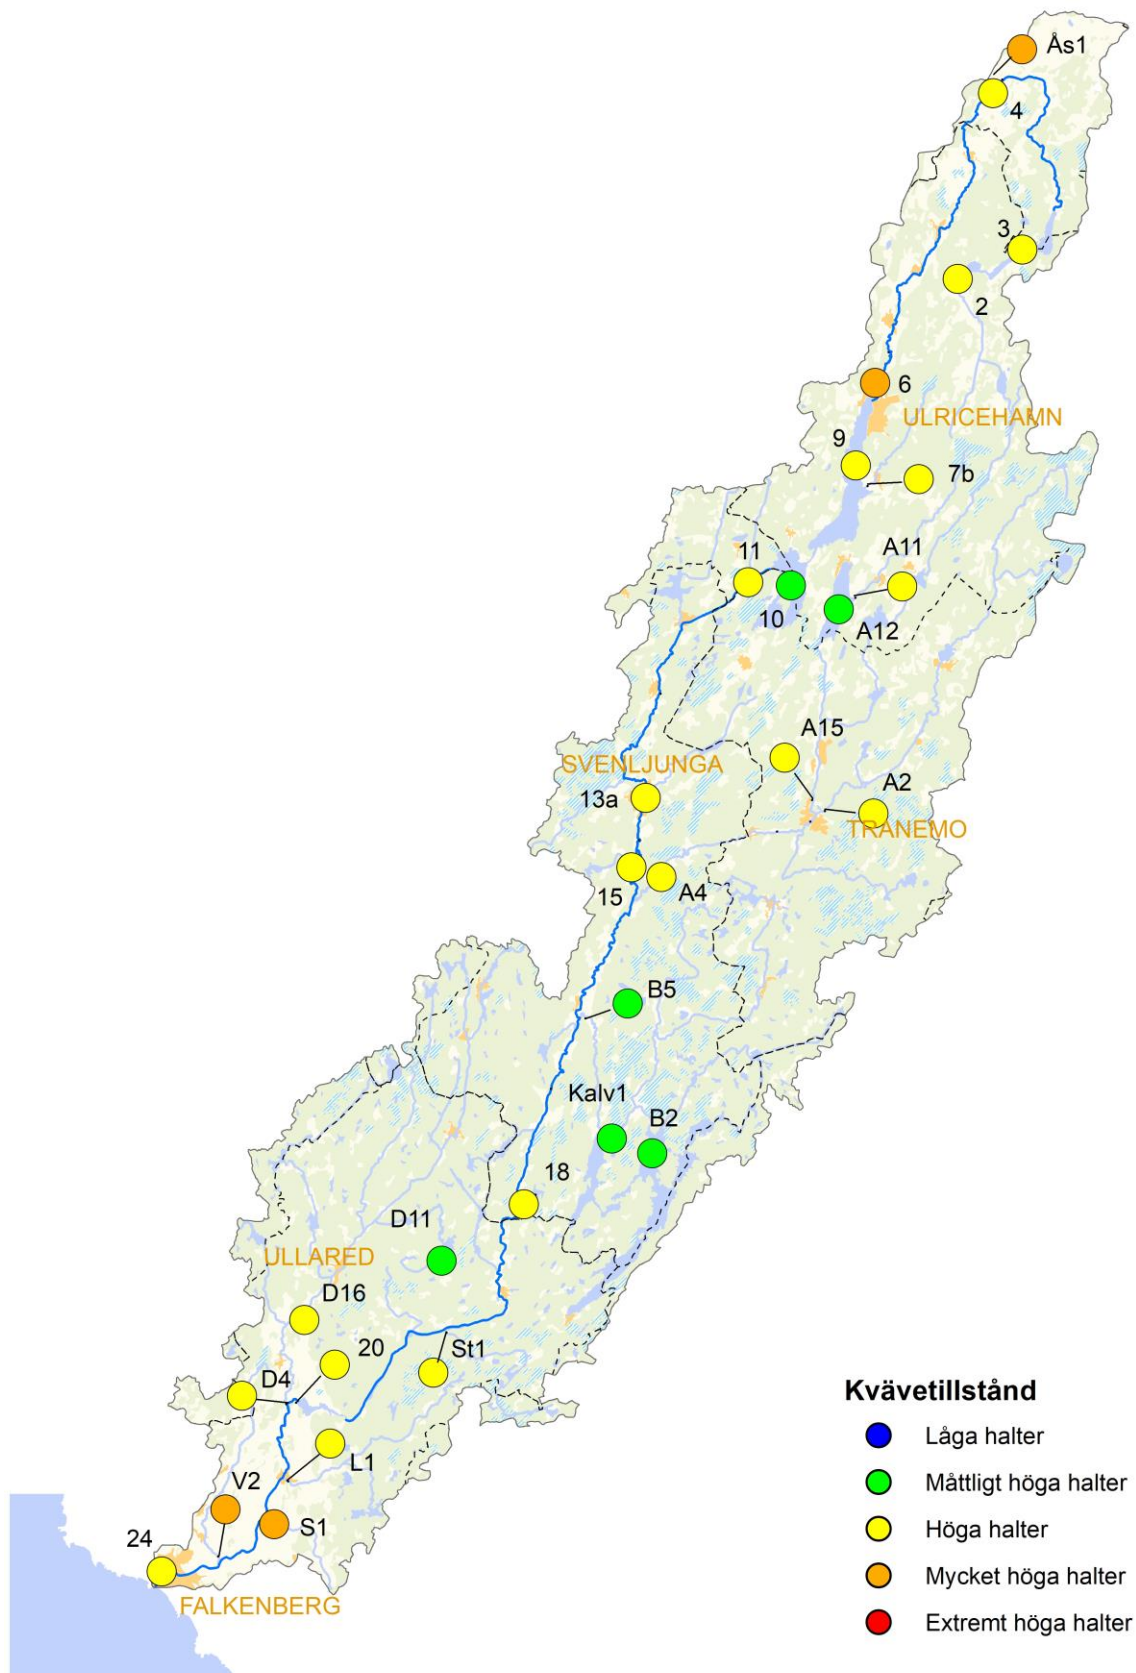 Ås1
4
3
2
6
ULRICEHAMN
9
7b
11
A11
10
A12
A15
SVENLJUNGA
13a
A2
TRANEMO
15
A4
B5
Kalv1
B2
18
D11
ULLARED
D16
20
St1
D4
L1
V2
S1
24
FALKENBERG
Kvävetillstånd
Låga halter
Måttligt höga halter
Höga halter
Mycket höga halter
Extremt höga halter